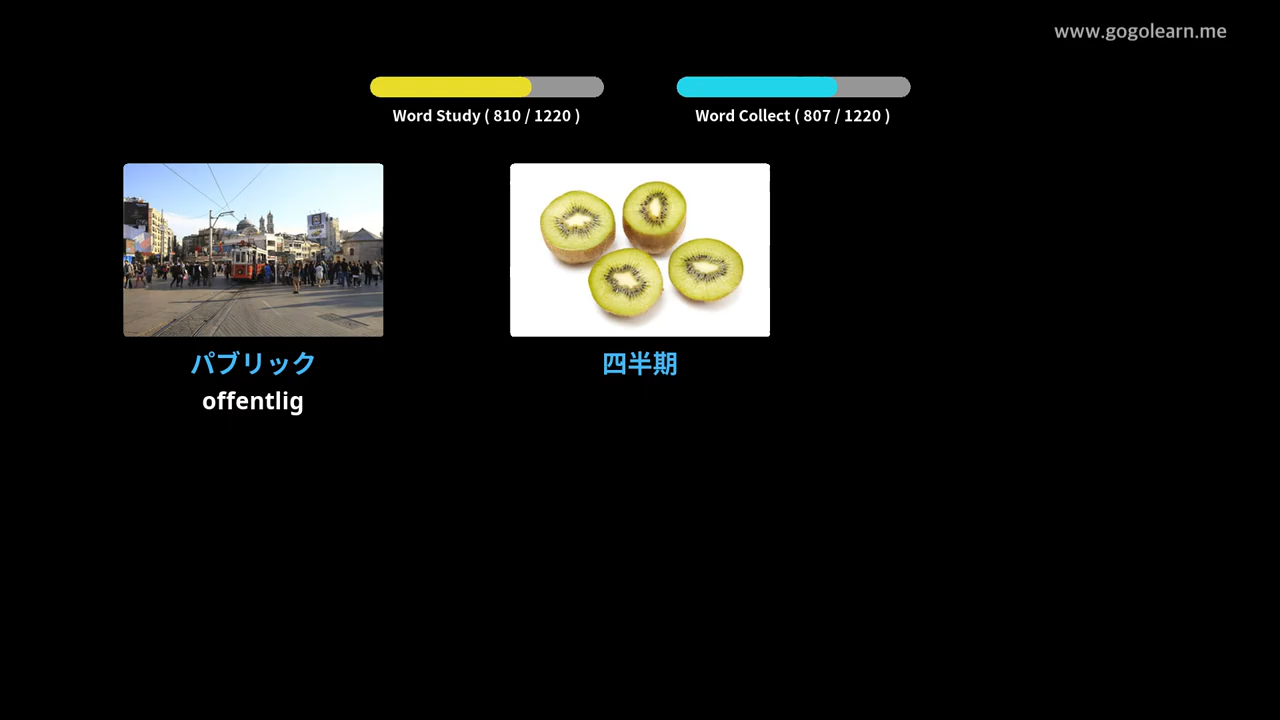 www.gogolearn.me
Word Study ( 810 / 1220 )
Word Collect ( 807 / 1220 )
パブリック
offentlig
四半期